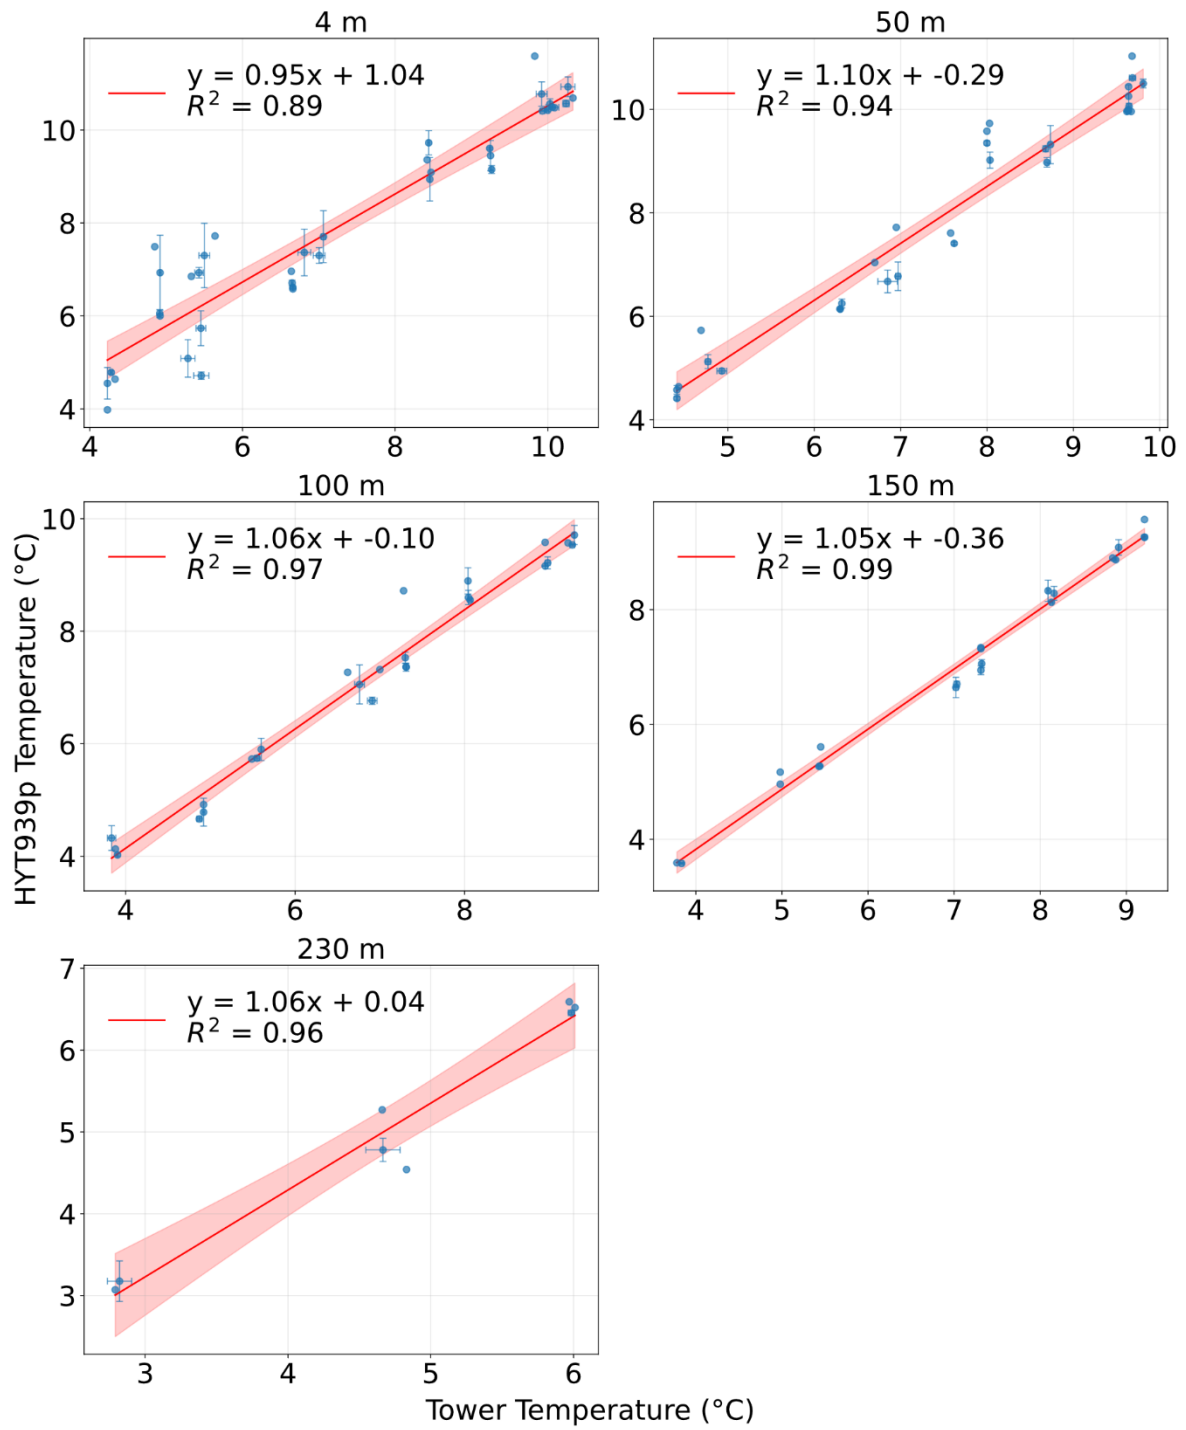 4 m
y = 0.95x + 1.04
R² = 0.89
10
8
6
4
4 6 8 10
50 m
y = 1.10x + -0.29
R² = 0.94
10
8
6
4
5 6 7 8 9 10
100 m
y = 1.06x + -0.10
R² = 0.97
10
8
6
4
4 6 8
150 m
y = 1.05x + -0.36
R² = 0.99
8
6
4
4 5 6 7 8 9
230 m
y = 1.06x + 0.04
R² = 0.96
7
6
5
4
3
3 4 5 6
HYT939p Temperature (°C)
Tower Temperature (°C)